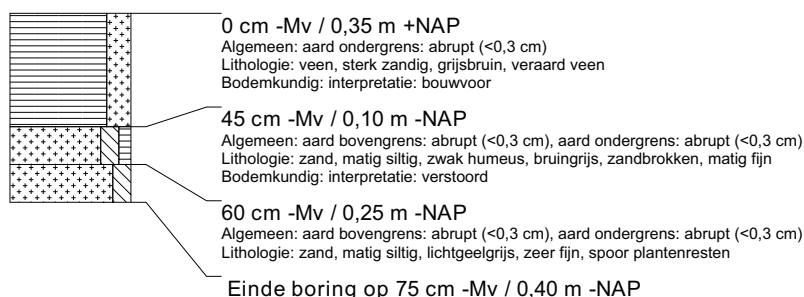 0 cm -Mv / 0,35 m +NAP
Algemeen: aard ondergrens: abrupt (<0,3 cm)
Lithologie: veen, sterk zandig, grijsbruin, veraard veen
Bodemkundig: interpretatie: bouwvoor
45 cm -Mv / 0,10 m -NAP
Algemeen: aard bovengrens: abrupt (<0,3 cm), aard ondergrens: abrupt (<0,3 cm)
Lithologie: zand, matig siltig, zwak humeus, bruingrijs, zandbrokken, matig fijn
Bodemkundig: interpretatie: verstoord
60 cm -Mv / 0,25 m -NAP
Algemeen: aard bovengrens: abrupt (<0,3 cm), aard ondergrens: abrupt (<0,3 cm)
Lithologie: zand, matig siltig, lichtgeelgrijs, zeer fijn, spoor plantenresten
Einde boring op 75 cm -Mv / 0,40 m -NAP